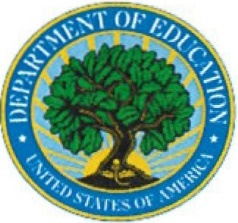 DEPARTMENT OF EDUCATION
UNITED STATES OF AMERICA